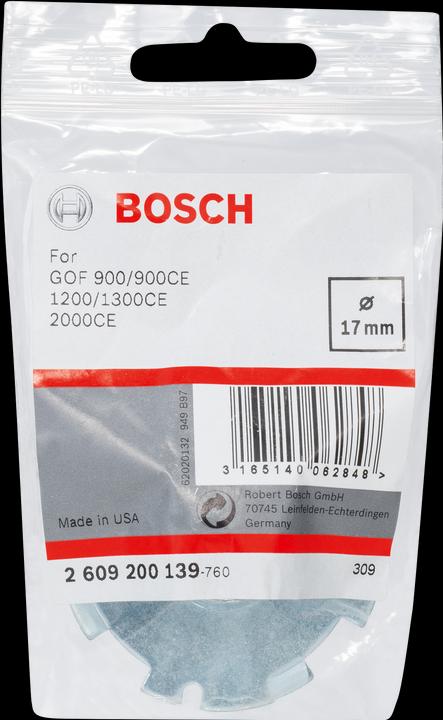 BOSCH
For
GOF 900/900CE
1200/1300CE
2000CE
Ø
17 mm
62020132 949 B97
3 165140 062848 >
Robert Bosch GmbH
70745 Leinfelden-Echterdingen
Germany
Made in USA
2 609 200 139-760
309